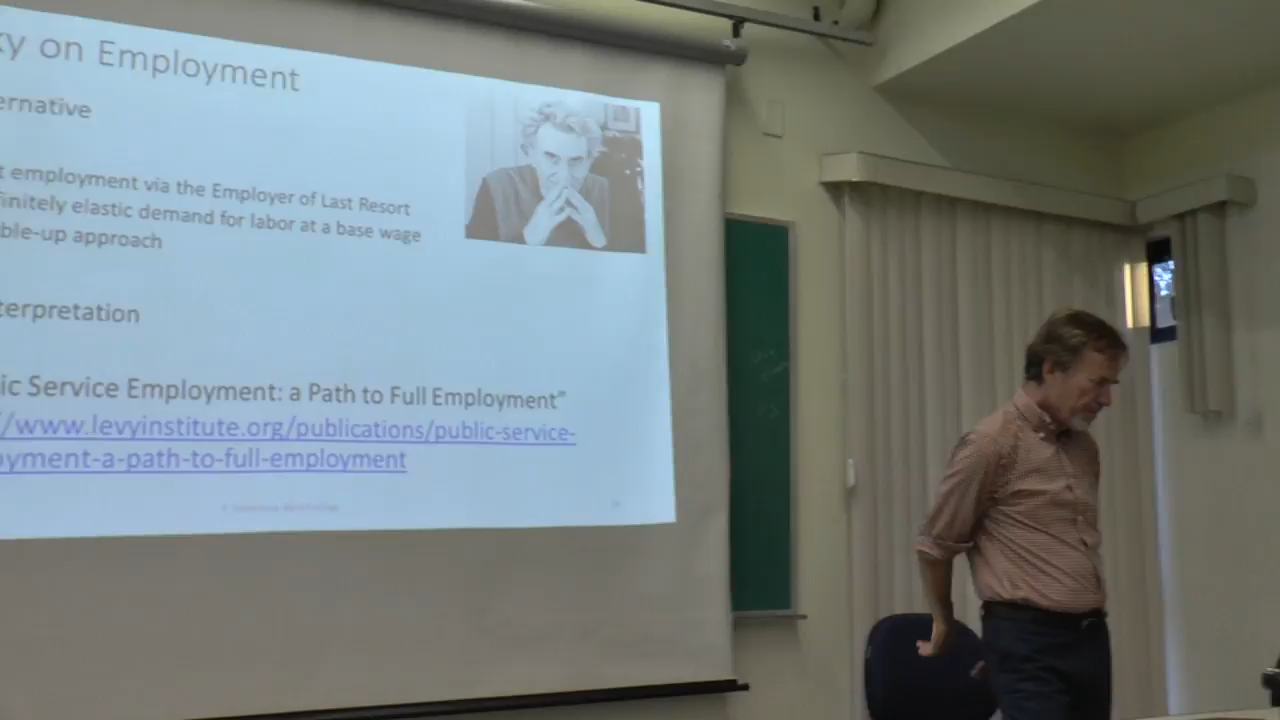 ky on Employment
ernative
t employment via the Employer of Last Resort
finitely elastic demand for labor at a base wage
ble-up approach
terpretation
ic Service Employment: a Path to Full Employment"
//www.levyinstitute.org/publications/public-service-
oyment-a-path-to-full-employment